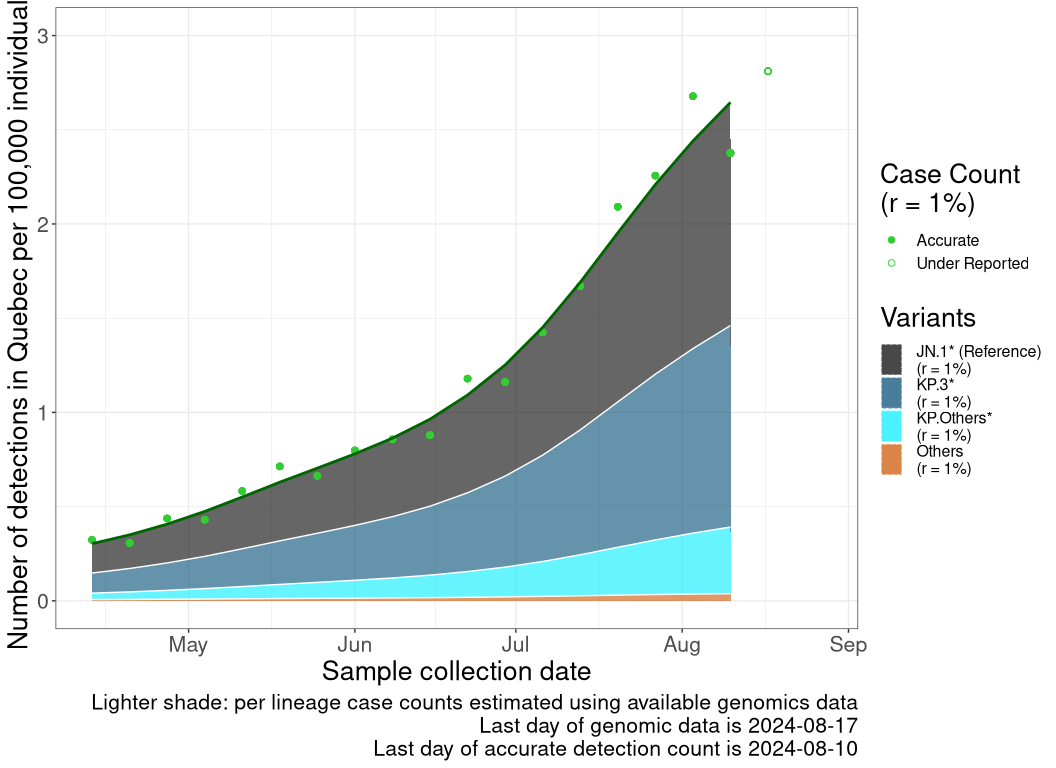 Number of detections in Quebec per 100,000 individual
3
2
1
0
May
Jun
Jul
Aug
Sep
Sample collection date
Lighter shade: per lineage case counts estimated using available genomics data
Last day of genomic data is 2024-08-17
Last day of accurate detection count is 2024-08-10
Case Count
(r = 1%)
Accurate
Under Reported
Variants
JN.1* (Reference)
(r = 1%)
KP.3*
(r = 1%)
KP.Others*
(r = 1%)
Others
(r = 1%)